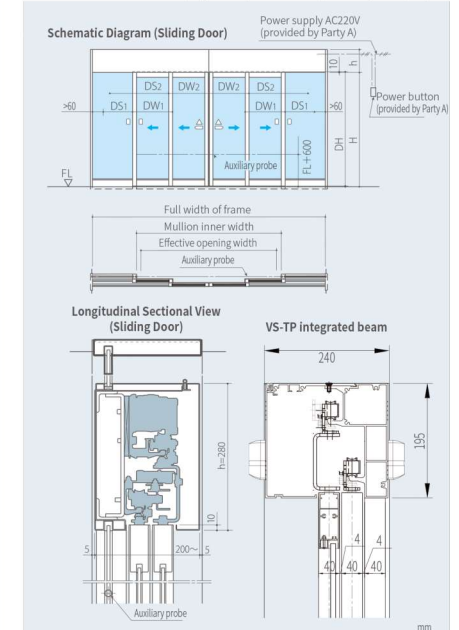 Schematic Diagram (Sliding Door)
Power supply AC220V
(provided by Party A)
10
h
DS2 DW2 DW2 DS2
>60 DS1 DW1 DW1 DS1 >60
Power button
(provided by Party A)
Auxiliary probe
FL+600
DH
H
FL
Full width of frame
Mullion inner width
Effective opening width
Auxiliary probe
Longitudinal Sectional View
(Sliding Door)
VS-TP integrated beam
240
195
h=280
10
5 200~ 5
4 4
40 40 40
Auxiliary probe
mm